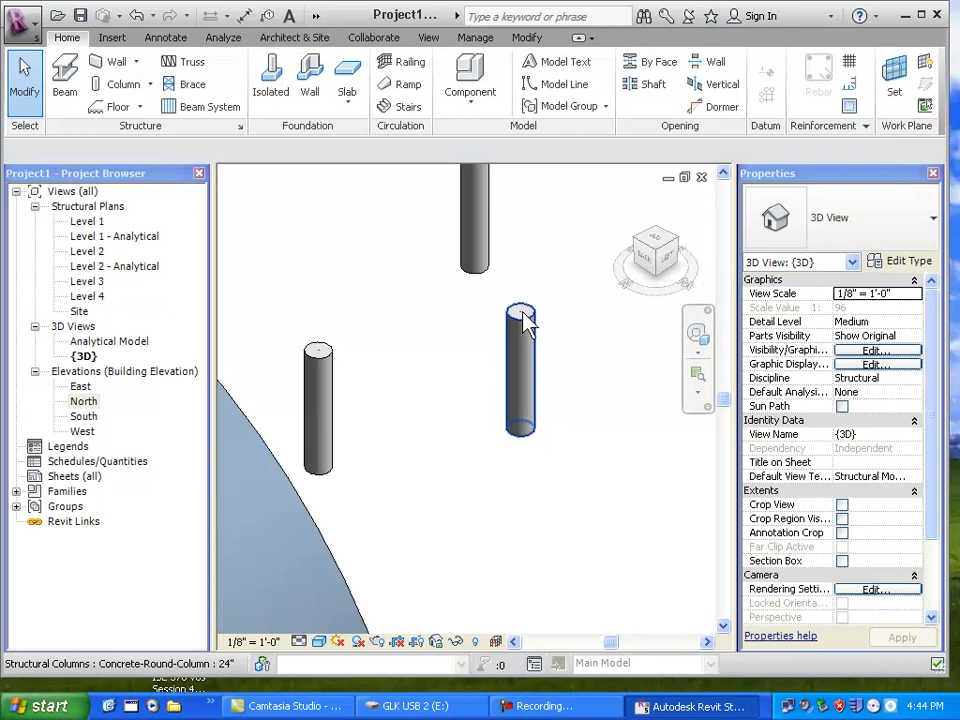 Project1...
Type a keyword or phrase
Sign In
Home
Insert
Annotate
Analyze
Architect & Site
Collaborate
View
Manage
Modify
Modify
Beam
Wall
Column
Floor
Truss
Brace
Beam System
Isolated
Wall
Slab
Railing
Ramp
Stairs
Component
Model Text
Model Line
Model Group
By Face
Shaft
Wall
Vertical
Dormer
Rebar
Set
Select
Structure
Foundation
Circulation
Model
Opening
Datum
Reinforcement
Work Plane
Project1 - Project Browser
Views (all)
Structural Plans
Level 1
Level 1 - Analytical
Level 2
Level 2 - Analytical
Level 3
Level 4
Site
3D Views
Analytical Model
{3D}
Elevations (Building Elevation)
East
North
South
West
Legends
Schedules/Quantities
Sheets (all)
Families
Groups
Revit Links
BACK
LEFT
Properties
3D View
3D View: {3D}
Edit Type
Graphics
View Scale
1/8" = 1'-0"
Scale Value 1:
96
Detail Level
Medium
Parts Visibility
Show Original
Visibility/Graphi...
Edit...
Graphic Display...
Edit...
Discipline
Structural
Default Analysi...
None
Sun Path
Identity Data
View Name
{3D}
Dependency
Independent
Title on Sheet
Default View Te...
Structural Mo...
Extents
Crop View
Crop Region Vis...
Annotation Crop
Far Clip Active
Section Box
Camera
Rendering Setti...
Edit...
Locked Orienta...
Perspective
Properties help
Apply
1/8" = 1'-0"
Structural Columns : Concrete-Round-Column : 24"
:0
Main Model
Session 4...
start
Camtasia Studio - ...
GLK USB 2 (E:)
Recording...
Autodesk Revit St...
4:44 PM